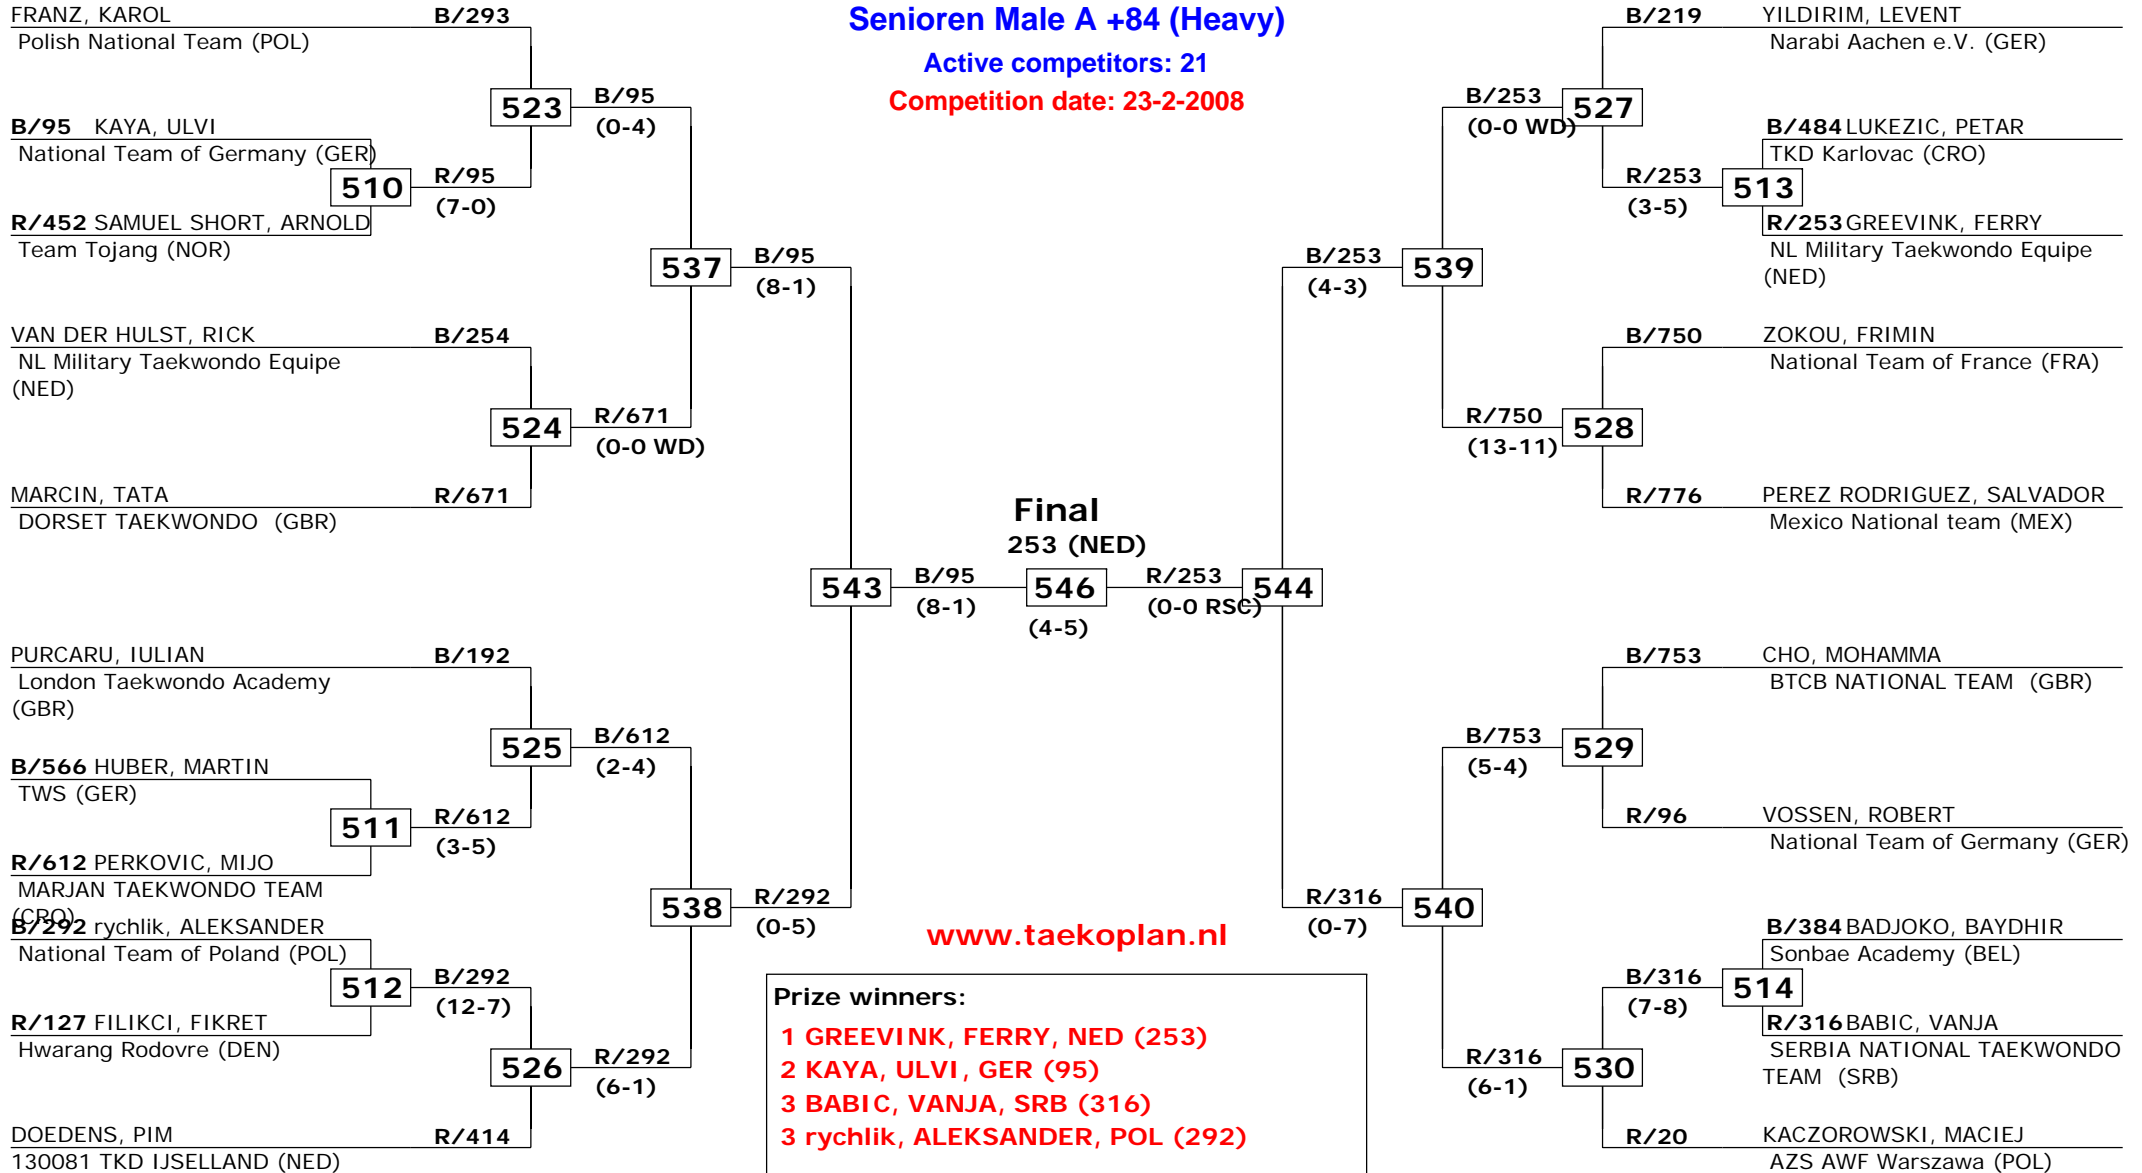 Senioren Male A +84 (Heavy)
Active competitors: 21
Competition date: 23-2-2008
FRANZ, KAROL B/293
Polish National Team (POL)
523
B/95
(0-4)
B/95 KAYA, ULVI
National Team of Germany (GER)
510
R/95
(7-0)
R/452 SAMUEL SHORT, ARNOLD
Team Tojang (NOR)
537
B/95
(8-1)
VAN DER HULST, RICK B/254
NL Military Taekwondo Equipe
(NED)
524
R/671
(0-0 WD)
MARCIN, TATA R/671
DORSET TAEKWONDO (GBR)
543
B/95
(8-1)
PURCARU, IULIAN B/192
London Taekwondo Academy
(GBR)
525
B/612
(2-4)
B/566 HUBER, MARTIN
TWS (GER)
511
R/612
(3-5)
R/612 PERKOVIC, MIJO
MARJAN TAEKWONDO TEAM
(CRO)
538
R/292
(0-5)
B/292 rychlik, ALEKSANDER
National Team of Poland (POL)
512
B/292
(12-7)
R/127 FILIKCI, FIKRET
Hwarang Rodovre (DEN)
526
R/292
(6-1)
DOEDENS, PIM R/414
130081 TKD IJSELLAND (NED)
Final
253 (NED)
546
(4-5)
R/253
(0-0 RSC)
544
B/219 YILDIRIM, LEVENT
Narabi Aachen e.V. (GER)
B/253
(0-0 WD)
527
B/484 LUKEZIC, PETAR
TKD Karlovac (CRO)
R/253
(3-5)
513
R/253 GREEVINK, FERRY
NL Military Taekwondo Equipe
(NED)
B/253
(4-3)
539
B/750 ZOKOU, FRIMIN
National Team of France (FRA)
R/750
(13-11)
528
R/776 PEREZ RODRIGUEZ, SALVADOR
Mexico National team (MEX)
B/753 CHO, MOHAMMA
BTCB NATIONAL TEAM (GBR)
B/753
(5-4)
529
R/96 VOSSEN, ROBERT
National Team of Germany (GER)
R/316
(0-7)
540
B/384 BADJOKO, BAYDHIR
Sonbae Academy (BEL)
B/316
(7-8)
514
R/316 BABIC, VANJA
SERBIA NATIONAL TAEKWONDO
TEAM (SRB)
R/316
(6-1)
530
R/20 KACZOROWSKI, MACIEJ
AZS AWF Warszawa (POL)
www.taekoplan.nl
Prize winners:
1 GREEVINK, FERRY, NED (253)
2 KAYA, ULVI, GER (95)
3 BABIC, VANJA, SRB (316)
3 rychlik, ALEKSANDER, POL (292)